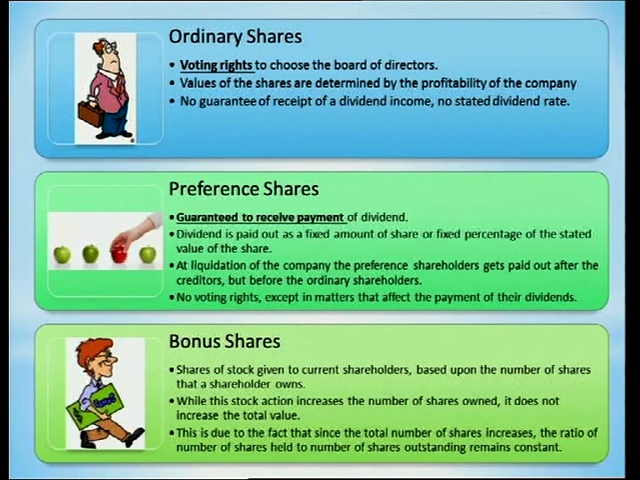 Ordinary Shares
• Voting rights to choose the board of directors.
• Values of the shares are determined by the profitability of the company
• No guarantee of receipt of a dividend income, no stated dividend rate.
Preference Shares
• Guaranteed to receive payment of dividend.
• Dividend is paid out as a fixed amount of share or fixed percentage of the stated
value of the share.
• At liquidation of the company the preference shareholders gets paid out after the
creditors, but before the ordinary shareholders.
• No voting rights, except in matters that affect the payment of their dividends.
Bonus Shares
• Shares of stock given to current shareholders, based upon the number of shares
that a shareholder owns.
• While this stock action increases the number of shares owned, it does not
increase the total value.
• This is due to the fact that since the total number of shares increases, the ratio of
number of shares held to number of shares outstanding remains constant.